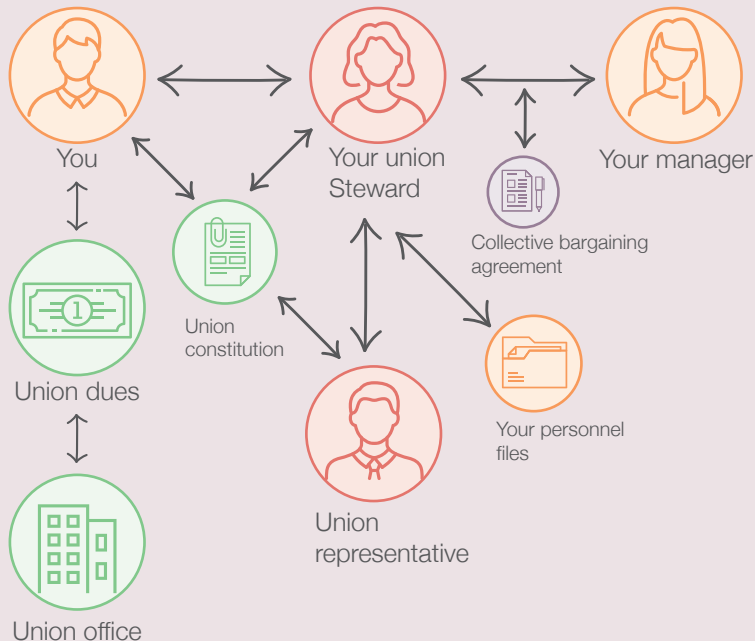 You
Your union
Steward
Your manager
Collective bargaining
agreement
Union
constitution
1
Union dues
Your personnel
files
Union
representative
Union office